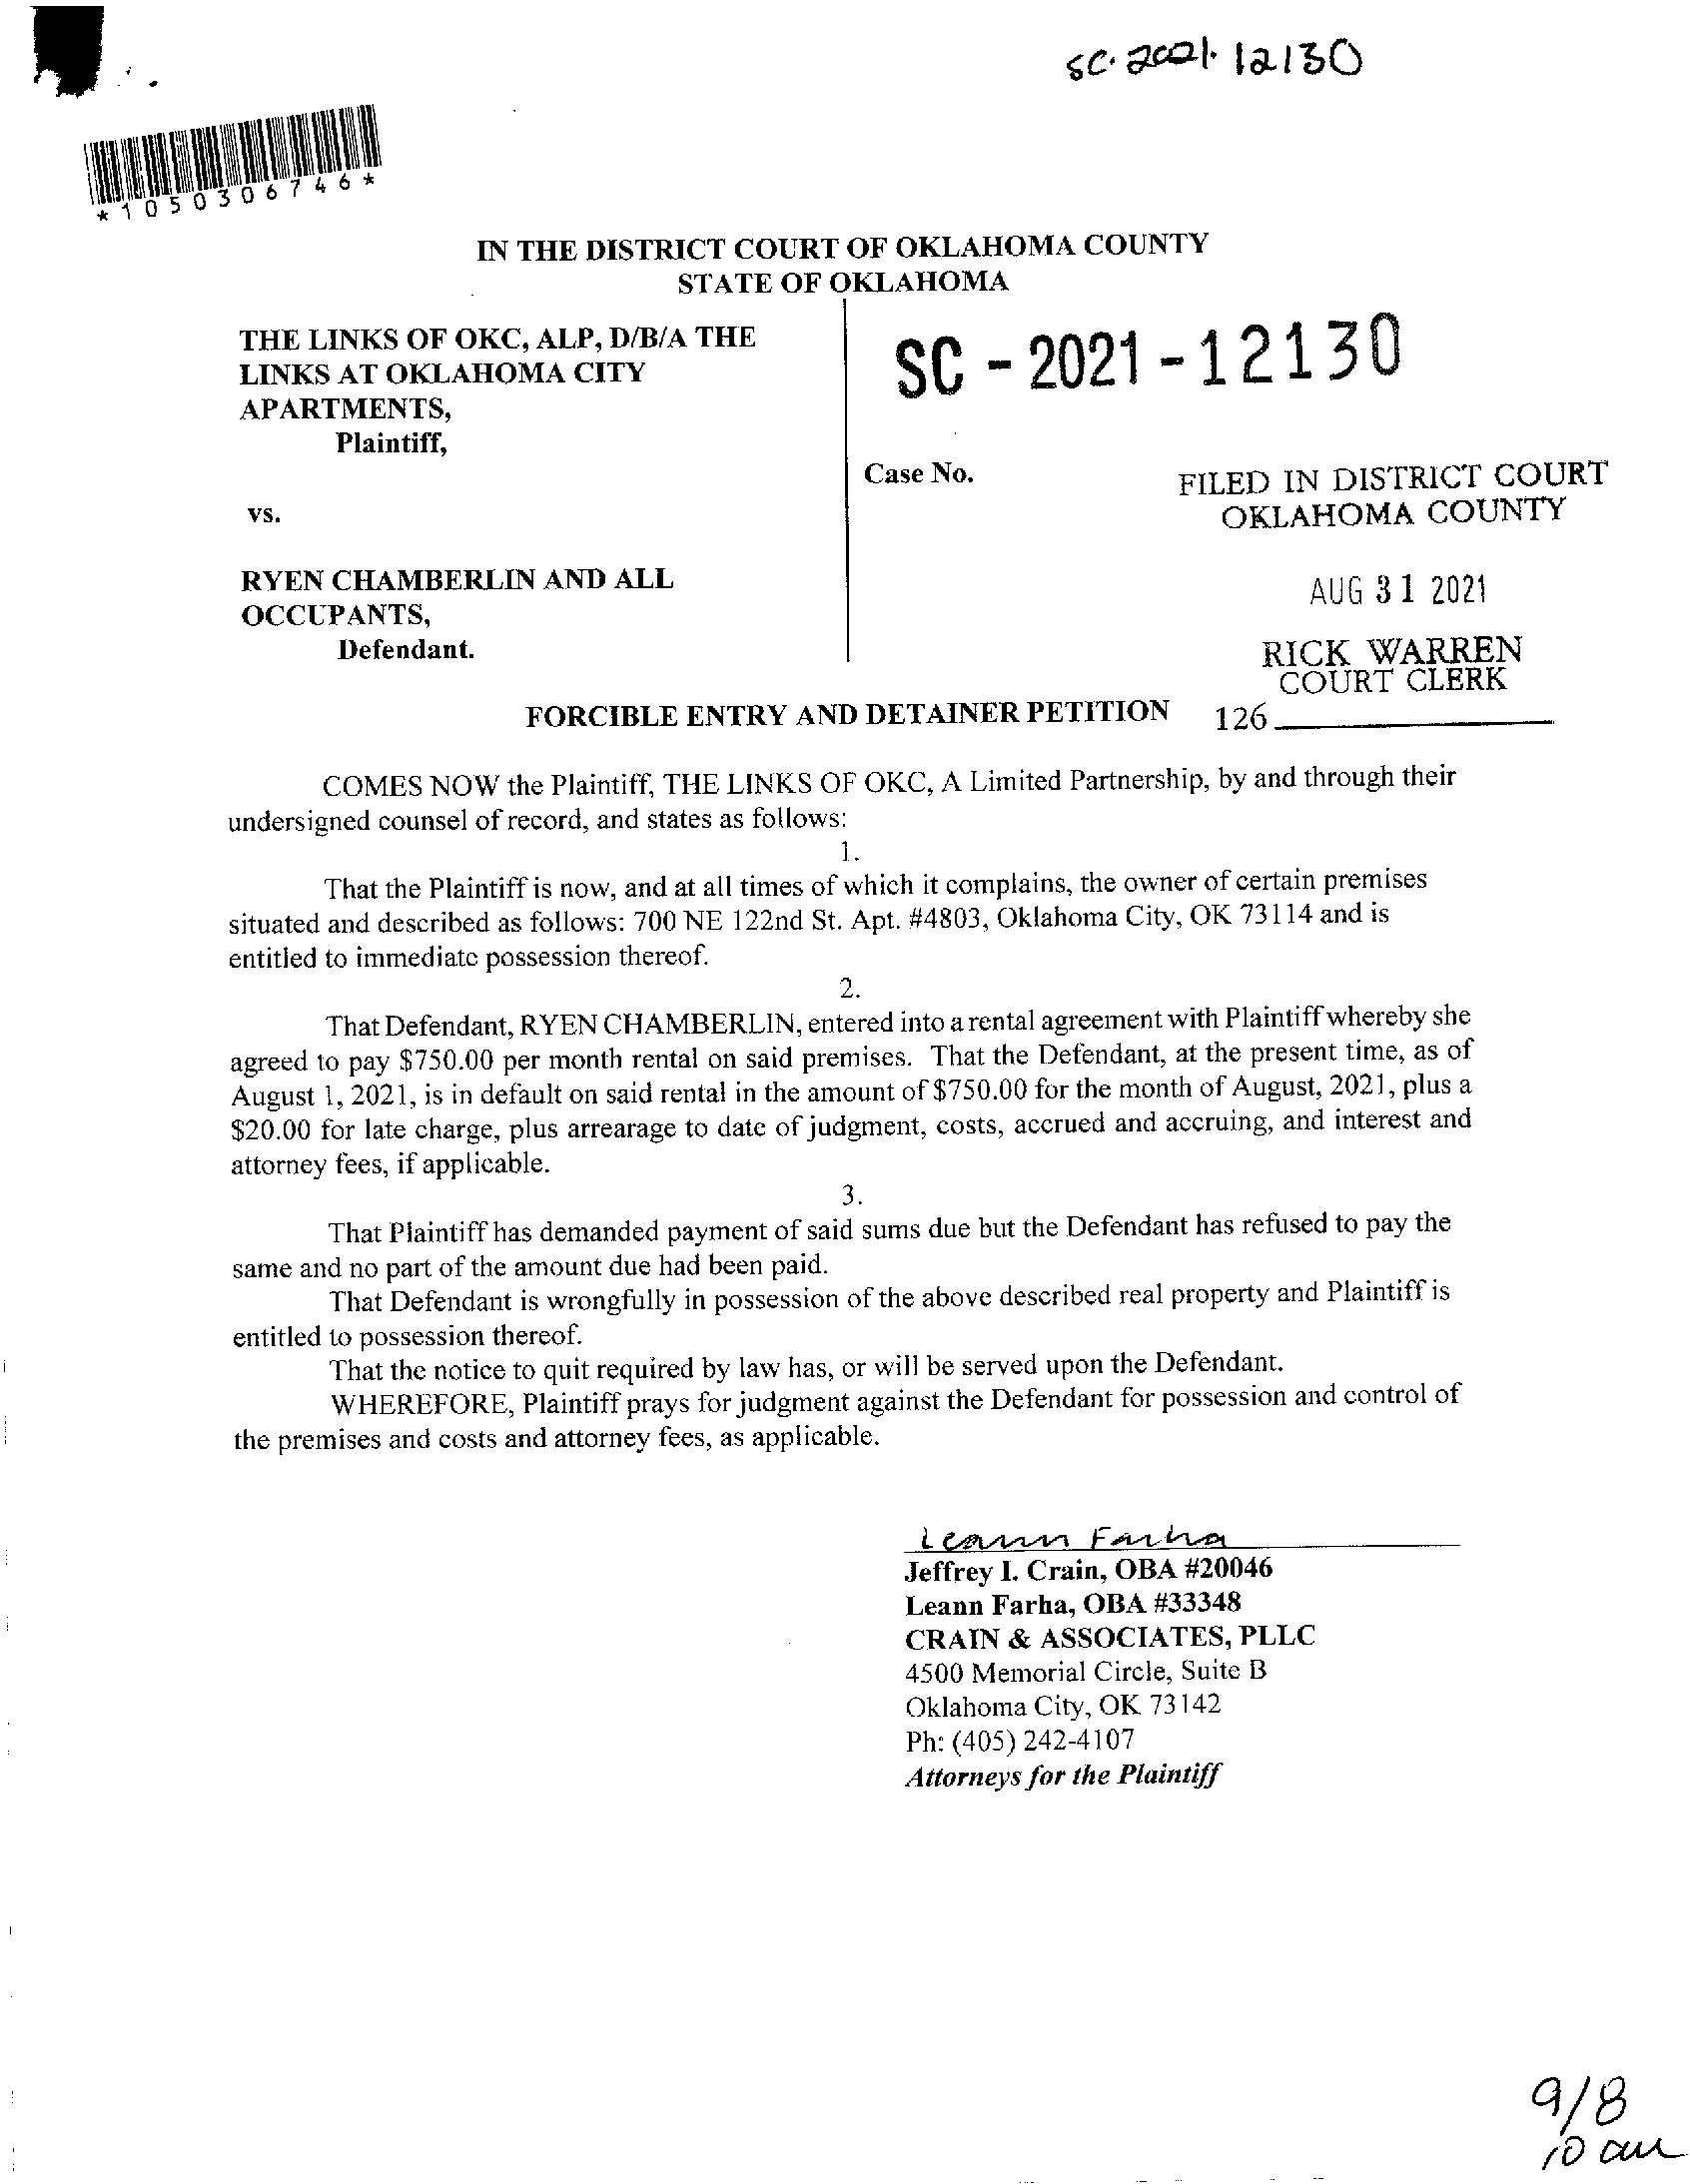 SC-2021-12130
*1050306746*
IN THE DISTRICT COURT OF OKLAHOMA COUNTY
STATE OF OKLAHOMA
THE LINKS OF OKC, ALP, D/B/A THE
LINKS AT OKLAHOMA CITY
APARTMENTS,
Plaintiff,
vs.
RYEN CHAMBERLIN AND ALL
OCCUPANTS,
Defendant.
SC - 2021 - 12130
Case No.
FILED IN DISTRICT COURT
OKLAHOMA COUNTY
AUG 31 2021
RICK WARREN
COURT CLERK
126
FORCIBLE ENTRY AND DETAINER PETITION
COMES NOW the Plaintiff, THE LINKS OF OKC, A Limited Partnership, by and through their
undersigned counsel of record, and states as follows:
1.
That the Plaintiff is now, and at all times of which it complains, the owner of certain premises
situated and described as follows: 700 NE 122nd St. Apt. #4803, Oklahoma City, OK 73114 and is
entitled to immediate possession thereof.
2.
That Defendant, RYEN CHAMBERLIN, entered into a rental agreement with Plaintiff whereby she
agreed to pay $750.00 per month rental on said premises. That the Defendant, at the present time, as of
August 1, 2021, is in default on said rental in the amount of $750.00 for the month of August, 2021, plus a
$20.00 for late charge, plus arrearage to date of judgment, costs, accrued and accruing, and interest and
attorney fees, if applicable.
3.
That Plaintiff has demanded payment of said sums due but the Defendant has refused to pay the
same and no part of the amount due had been paid.
That Defendant is wrongfully in possession of the above described real property and Plaintiff is
entitled to possession thereof.
That the notice to quit required by law has, or will be served upon the Defendant.
WHEREFORE, Plaintiff prays for judgment against the Defendant for possession and control of
the premises and costs and attorney fees, as applicable.
Leann Farha
Jeffrey I. Crain, OBA #20046
Leann Farha, OBA #33348
CRAIN & ASSOCIATES, PLLC
4500 Memorial Circle, Suite B
Oklahoma City, OK 73142
Ph: (405) 242-4107
Attorneys for the Plaintiff
9/8
10 am